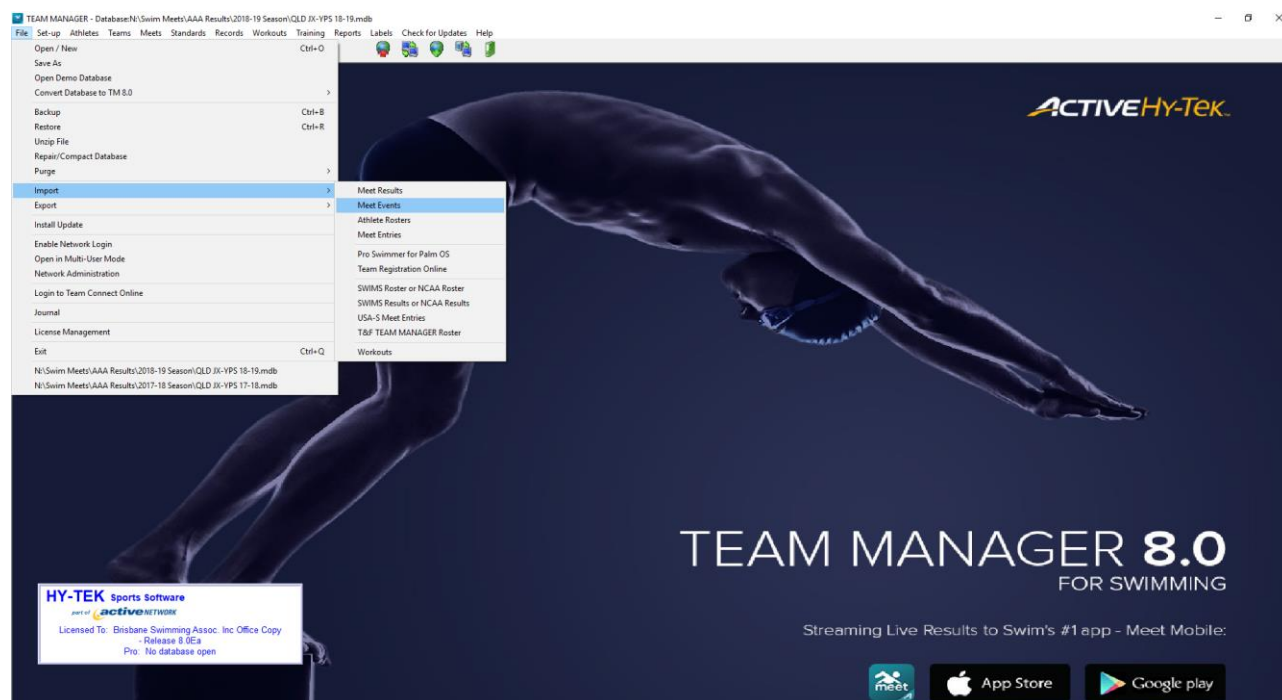 TEAM MANAGER - Database:N:\Swim Meets\AAA Results\2018-19 Season\QLD JX-YPS 18-19.mdb
File Set-up Athletes Teams Meets Standards Records Workouts Training Reports Labels Check for Updates Help
Open / New Ctrl+O
Save As
Open Demo Database
Convert Database to TM 8.0 >
Backup Ctrl+B
Restore Ctrl+R
Unzip File
Repair/Compact Database
Purge >
Import >
Export >
Install Update
Enable Network Login
Open in Multi-User Mode
Network Administration
Login to Team Connect Online
Journal
License Management
Exit Ctrl+Q
N:\Swim Meets\AAA Results\2018-19 Season\QLD JX-YPS 18-19.mdb
N:\Swim Meets\AAA Results\2017-18 Season\QLD JX-YPS 17-18.mdb
Meet Results
Meet Events
Athlete Rosters
Meet Entries
Pro Swimmer for Palm OS
Team Registration Online
SWIMS Roster or NCAA Roster
SWIMS Results or NCAA Results
USA-S Meet Entries
T&F TEAM MANAGER Roster
Workouts
ACTIVE HY-TEK
TEAM MANAGER 8.0
FOR SWIMMING
HY-TEK Sports Software
part of active NETWORK
Licensed To: Brisbane Swimming Assoc. Inc Office Copy
- Release 8.0Ea
Pro: No database open
Streaming Live Results to Swim's #1 app - Meet Mobile:
meet
App Store
Google play